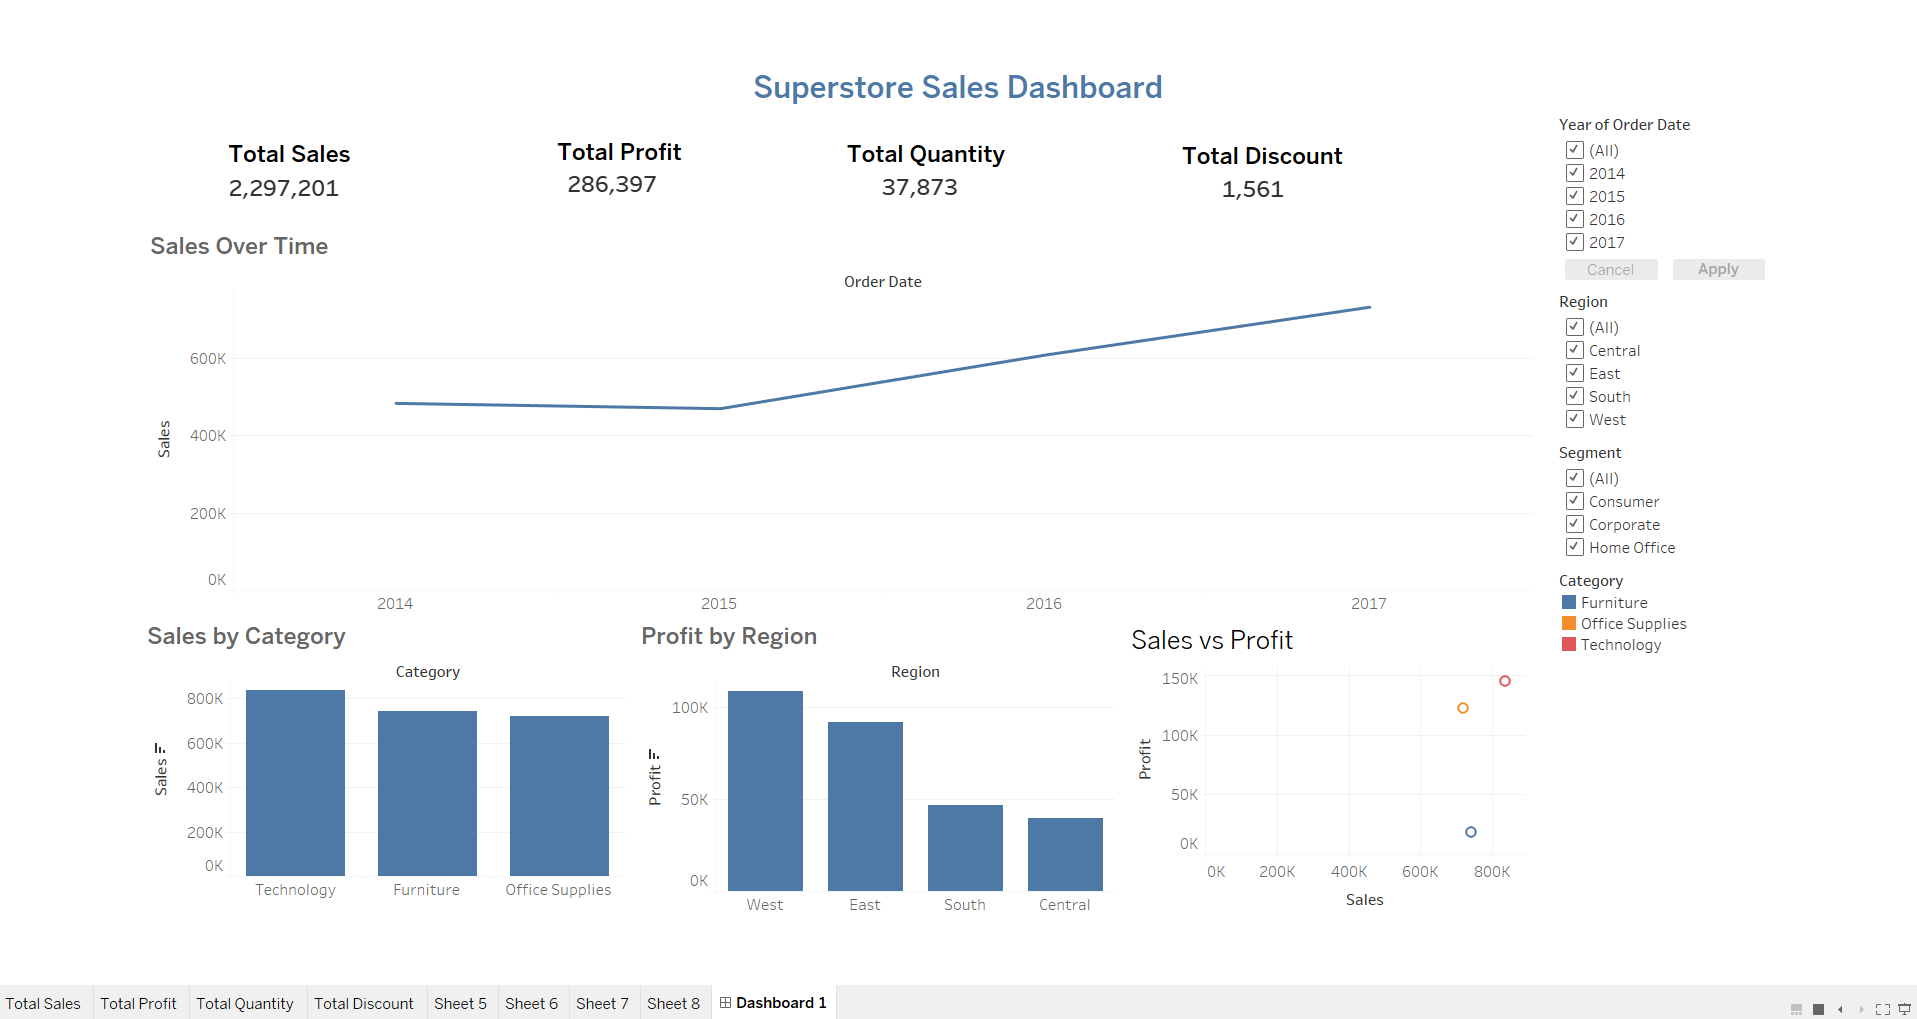 Superstore Sales Dashboard
Total Sales
2,297,201
Total Profit
286,397
Total Quantity
37,873
Total Discount
1,561
Year of Order Date
(All)
2014
2015
2016
2017
Cancel Apply
Region
(All)
Central
East
South
West
Segment
(All)
Consumer
Corporate
Home Office
Category
Furniture
Office Supplies
Technology
Sales Over Time
Order Date
Sales
600K
400K
200K
0K
2014 2015 2016 2017
Sales by Category
Category
Sales
800K
600K
400K
200K
0K
Technology Furniture Office Supplies
Profit by Region
Region
Profit
100K
50K
0K
West East South Central
Sales vs Profit
Profit
150K
100K
50K
0K
0K 200K 400K 600K 800K
Sales
Total Sales Total Profit Total Quantity Total Discount Sheet 5 Sheet 6 Sheet 7 Sheet 8 Dashboard 1